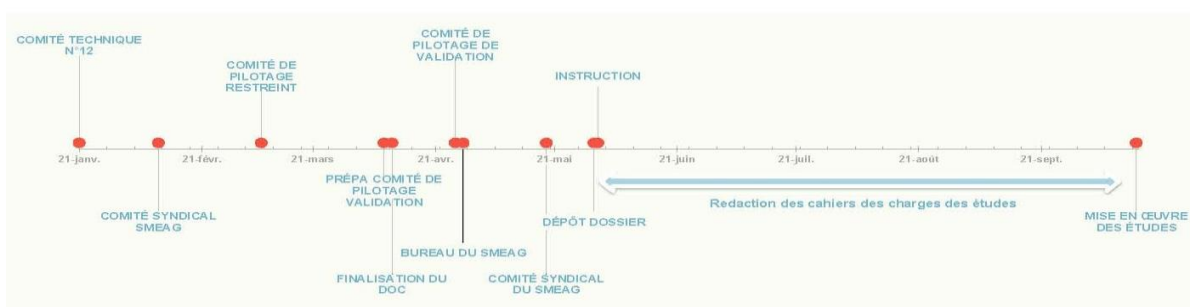 COMITÉ TECHNIQUE
N°12
COMITÉ DE
PILOTAGE
RESTREINT
COMITÉ DE
PILOTAGE DE
VALIDATION
INSTRUCTION
21-janv.
21-févr.
21-mars
21-avr.
21-mai
21-juin
21-juil.
21-août
21-sept.
COMITÉ SYNDICAL
SMEAG
PRÉPA COMITÉ DE
PILOTAGE
VALIDATION
FINALISATION DU
DOC
BUREAU DU SMEAG
COMITÉ SYNDICAL
DU SMEAG
DÉPÔT DOSSIER
Redaction des cahiers des charges des études
MISE EN ŒUVRE
DES ÉTUDES